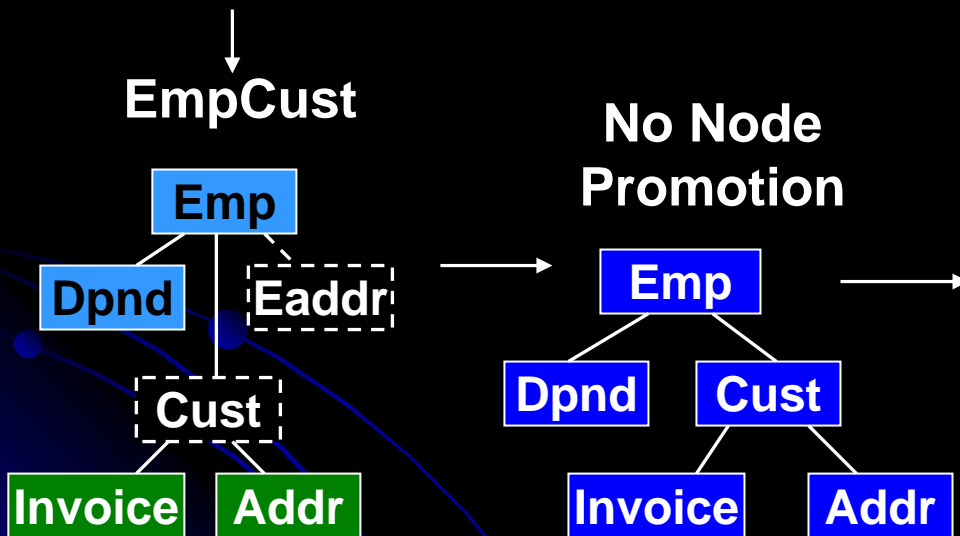 EmpCust
Emp
Dpnd
Eaddr
Cust
Invoice
Addr
No Node
Promotion
Emp
Dpnd
Cust
Invoice
Addr